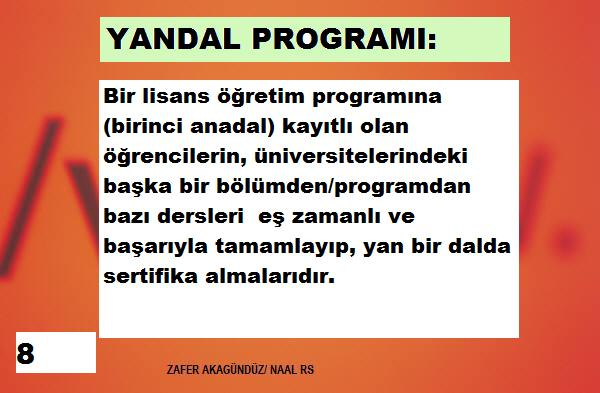 YANDAL PROGRAMI:
Bir lisans öğretim programına
(birinci anadal) kayıtlı olan
öğrencilerin, üniversitelerindeki
başka bir bölümden/programdan
bazı dersleri  eş zamanlı ve
başarıyla tamamlayıp, yan bir dalda
sertifika almalarıdır.
8
ZAFER AKAGÜNDÜZ/ NAAL RS